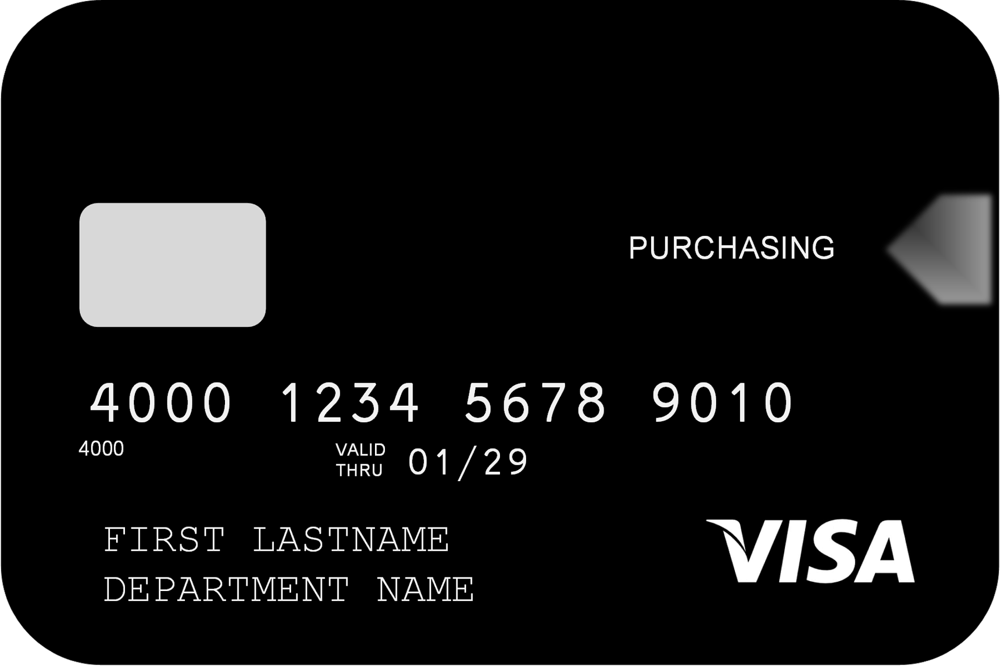 PURCHASING
4000 1234 5678 9010
4000
VALID
THRU
01/29
FIRST LASTNAME
DEPARTMENT NAME
VISA